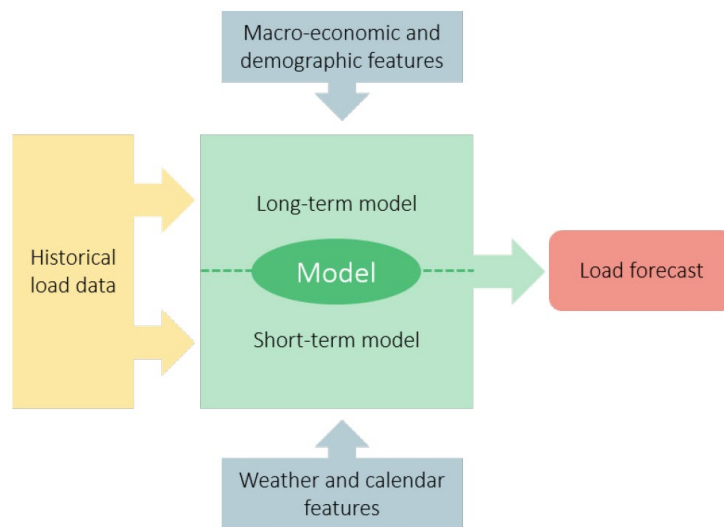 Macro-economic and
demographic features
Long-term model
Historical
load data
Model
Load forecast
Short-term model
Weather and calendar
features